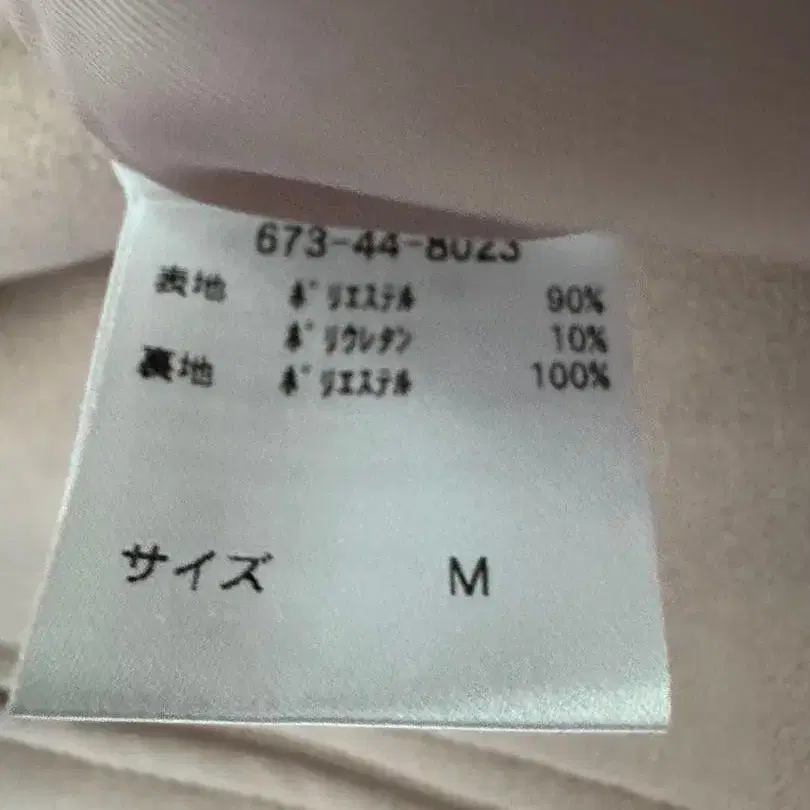 673-44-8023
表地 ﾎﾟﾘｴｽﾃﾙ 90%
ﾎﾟﾘｳﾚﾀﾝ 10%
裏地 ﾎﾟﾘｴｽﾃﾙ 100%
サイズ M